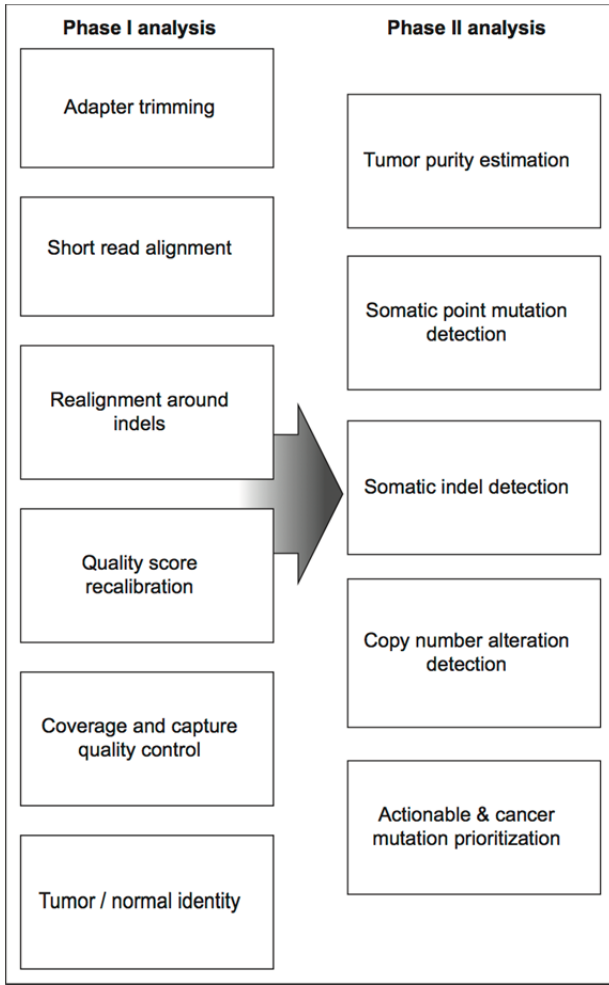 Phase I analysis
Adapter trimming
Short read alignment
Realignment around
indels
Quality score
recalibration
Coverage and capture
quality control
Tumor / normal identity
Phase II analysis
Tumor purity estimation
Somatic point mutation
detection
Somatic indel detection
Copy number alteration
detection
Actionable & cancer
mutation prioritization